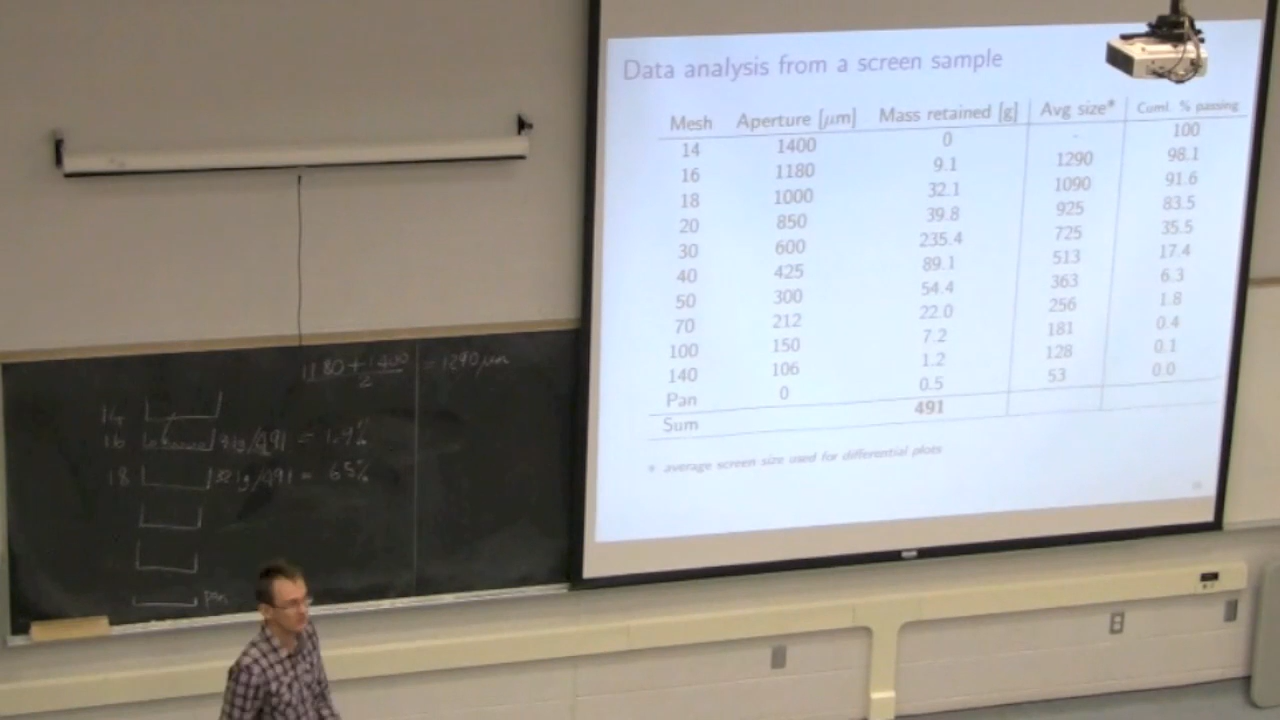 Data analysis from a screen sample
Mesh Aperture [μm] Mass retained [g] Avg size* Cuml. % passing
14 1400 0 - 100
16 1180 9.1 1290 98.1
18 1000 32.1 1090 91.6
20 850 39.8 925 83.5
30 600 235.4 725 35.5
40 425 89.1 513 17.4
50 300 54.4 363 6.3
70 212 22.0 256 1.8
100 150 7.2 181 0.4
140 106 1.2 128 0.1
Pan 0 0.5 53 0.0
Sum 491
* average screen size used for differential plots
1180 + 1400 / 2 = 1290 μm
14
16 9.1g/491 = 1.9%
18 32.1g/491 = 6.5%
pan